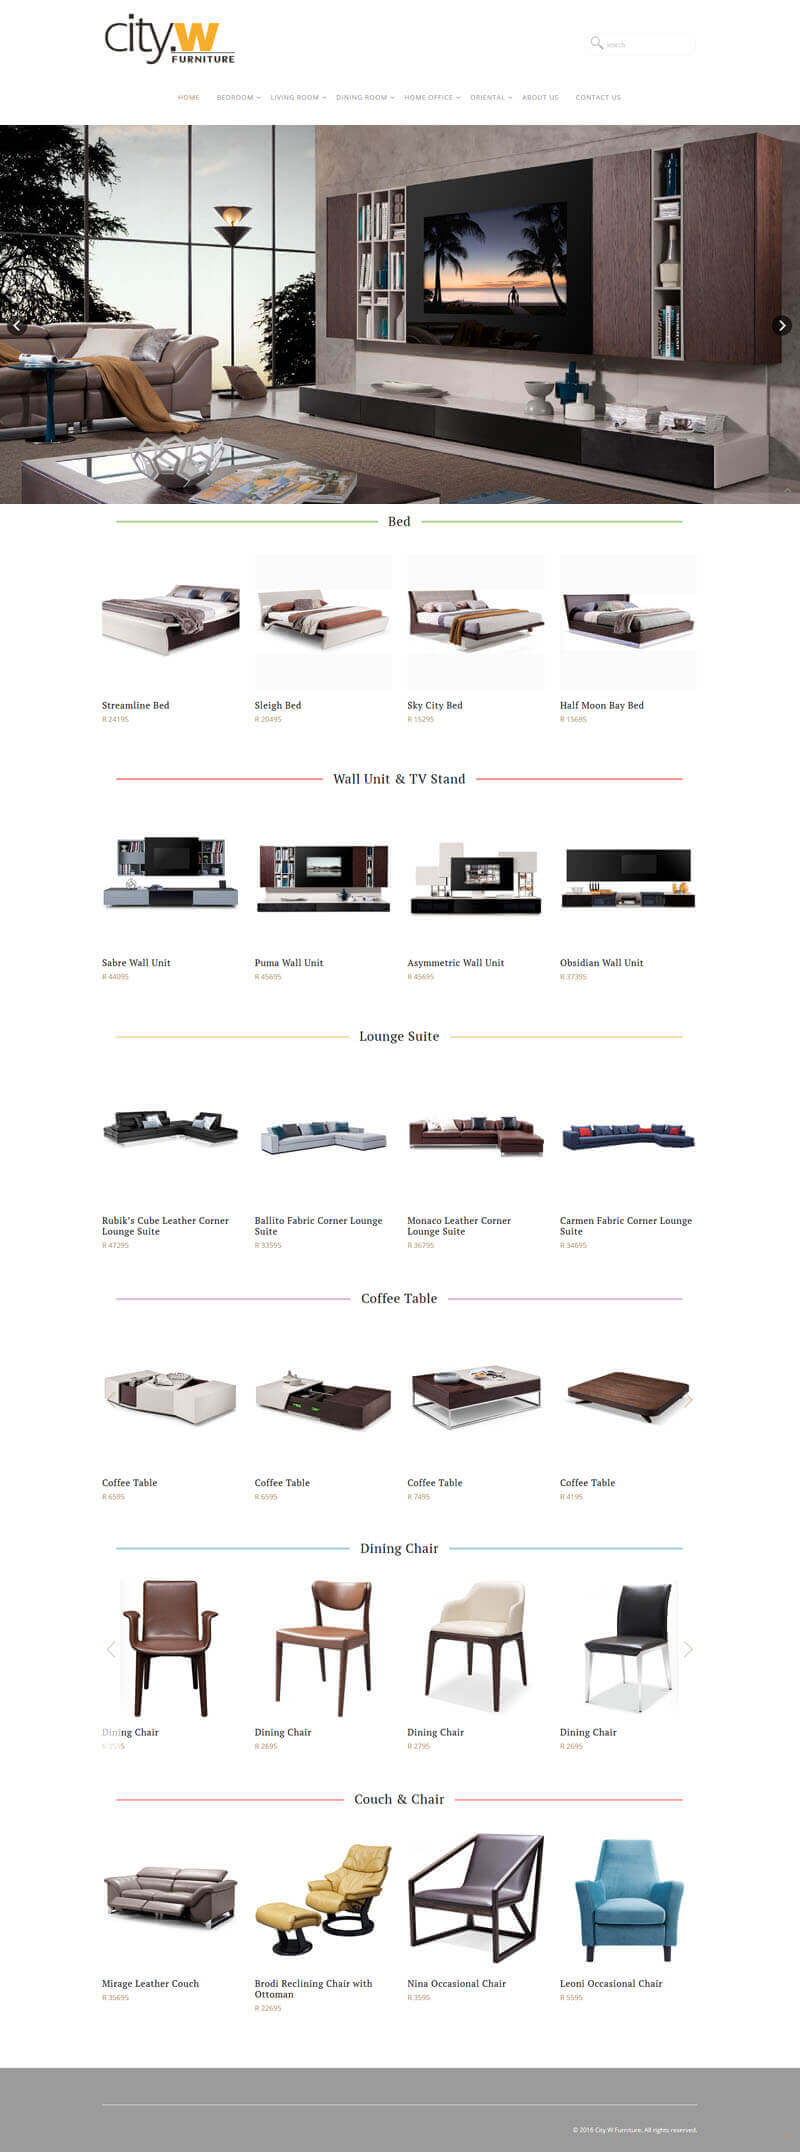 city.W
FURNITURE
search
HOME BEDROOM LIVING ROOM DINING ROOM HOME OFFICE ORIENTAL ABOUT US CONTACT US
Bed
Streamline Bed
R 24195
Sleigh Bed
R 20495
Sky City Bed
R 15295
Half Moon Bay Bed
R 15695
Wall Unit & TV Stand
Sabre Wall Unit
R 44095
Puma Wall Unit
R 45695
Asymmetric Wall Unit
R 45695
Obsidian Wall Unit
R 37395
Lounge Suite
Rubik's Cube Leather Corner
Lounge Suite
R 47295
Ballito Fabric Corner Lounge
Suite
R 33595
Monaco Leather Corner
Lounge Suite
R 36795
Carmen Fabric Corner Lounge
Suite
R 34695
Coffee Table
Coffee Table
R 6595
Coffee Table
R 6595
Coffee Table
R 7495
Coffee Table
R 4195
Dining Chair
Dining Chair
Dining Chair
R 2695
Dining Chair
R 2795
Dining Chair
R 2695
Couch & Chair
Mirage Leather Couch
R 35695
Brodi Reclining Chair with
Ottoman
R 22695
Nina Occasional Chair
R 3595
Leoni Occasional Chair
R 5595
© 2016 City W Furniture. All rights reserved.